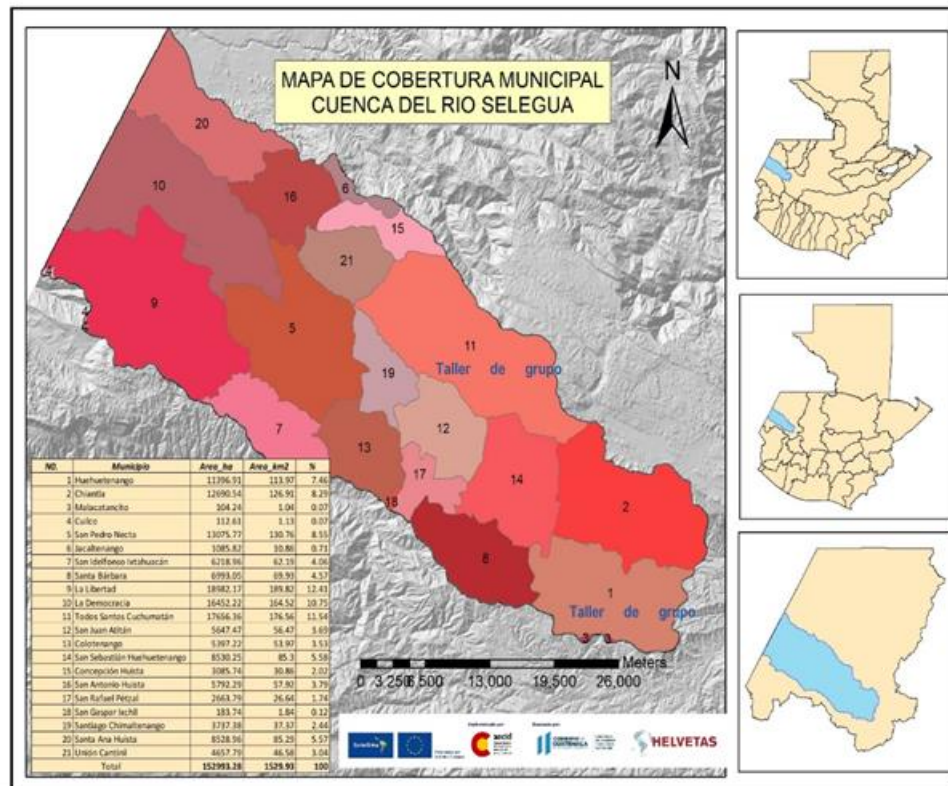 MAPA DE COBERTURA MUNICIPAL
CUENCA DEL RIO SELEGUA
N
20
10
16
6
15
21
9
5
11
Taller de grupo
19
7
13
12
17
14
18
2
8
1
Taller de grupo
3 3
Meters
0 3,250 6,500 13,000 19,500 26,000
NO. Municipio Area_ha Area_km2 %
1 Huehuetenango 11396.91 113.97 7.46
2 Chiantla 12690.54 126.91 8.29
3 Malacatancito 104.24 1.04 0.07
4 Cuilco 112.61 1.13 0.07
5 San Pedro Necta 13075.77 130.76 8.55
6 Jacaltenango 1085.82 10.86 0.71
7 San Ildefonso Ixtahuacán 6218.96 62.19 4.06
8 Santa Bárbara 6993.05 69.93 4.57
9 La Libertad 18982.17 189.82 12.41
10 La Democracia 16452.22 164.52 10.75
11 Todos Santos Cuchumatán 17656.36 176.56 11.54
12 San Juan Atitán 5647.47 56.47 3.69
13 Colotenango 5397.22 53.97 3.53
14 San Sebastián Huehuetenango 8530.25 85.3 5.58
15 Concepción Huista 3085.74 30.86 2.02
16 San Antonio Huista 5792.29 57.92 3.79
17 San Rafael Petzal 2663.79 26.64 1.74
18 San Gaspar Ixchil 183.74 1.84 0.12
19 Santiago Chimaltenango 3737.38 37.37 2.44
20 Santa Ana Huista 8528.96 85.29 5.57
21 Unión Cantinil 4657.79 46.58 3.04
Total 152993.28 1529.93 100
aecid
GUATEMALA
HELVETAS